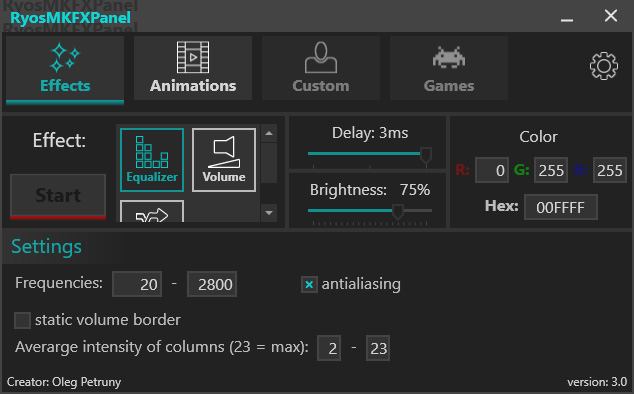 RyosMKFXPanel
RyosMKFXPanel
Effects Animations Custom Games
Effect:
Start
Equalizer Volume
Delay: 3ms
Brightness: 75%
Color
R: 0 G: 255 B: 255
Hex: 00FFFF
Settings
Frequencies: 20 - 2800
antialiasing
static volume border
Averarge intensity of columns (23 = max): 2 - 23
Creator: Oleg Petruny
version: 3.0